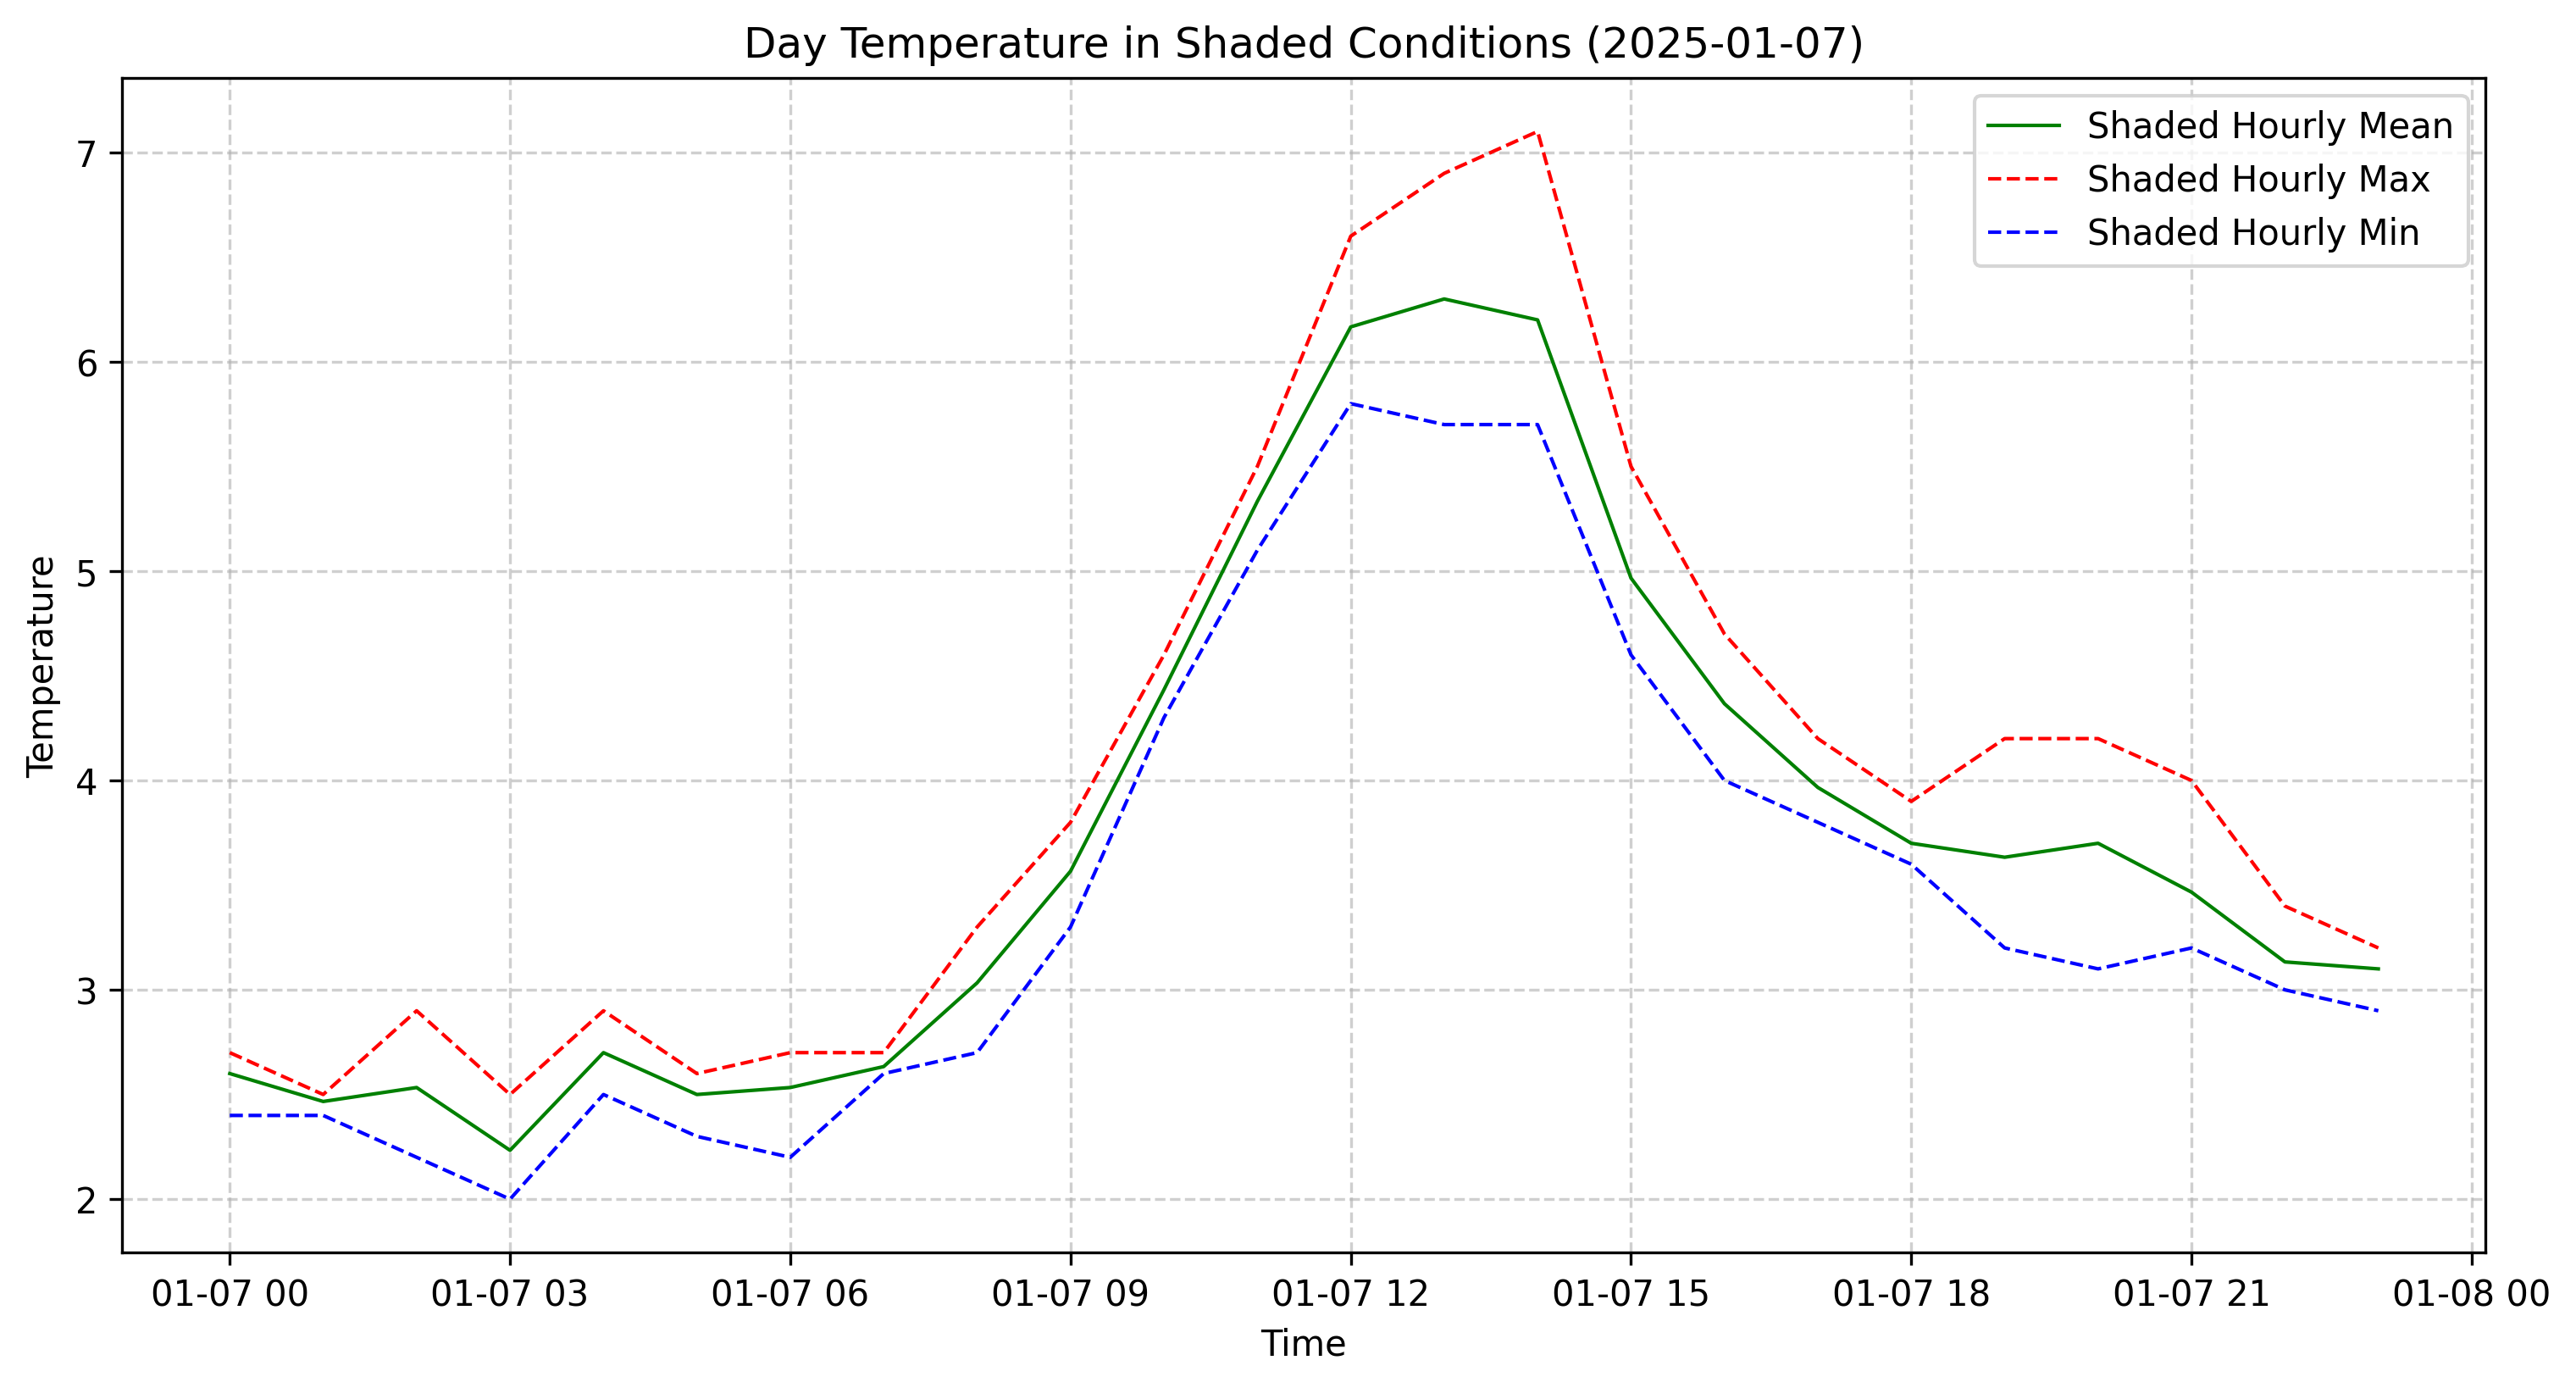 Day Temperature in Shaded Conditions (2025-01-07)
Shaded Hourly Mean
Shaded Hourly Max
Shaded Hourly Min
Temperature
7
6
5
4
3
2
01-07 00 01-07 03 01-07 06 01-07 09 01-07 12 01-07 15 01-07 18 01-07 21 01-08 00
Time